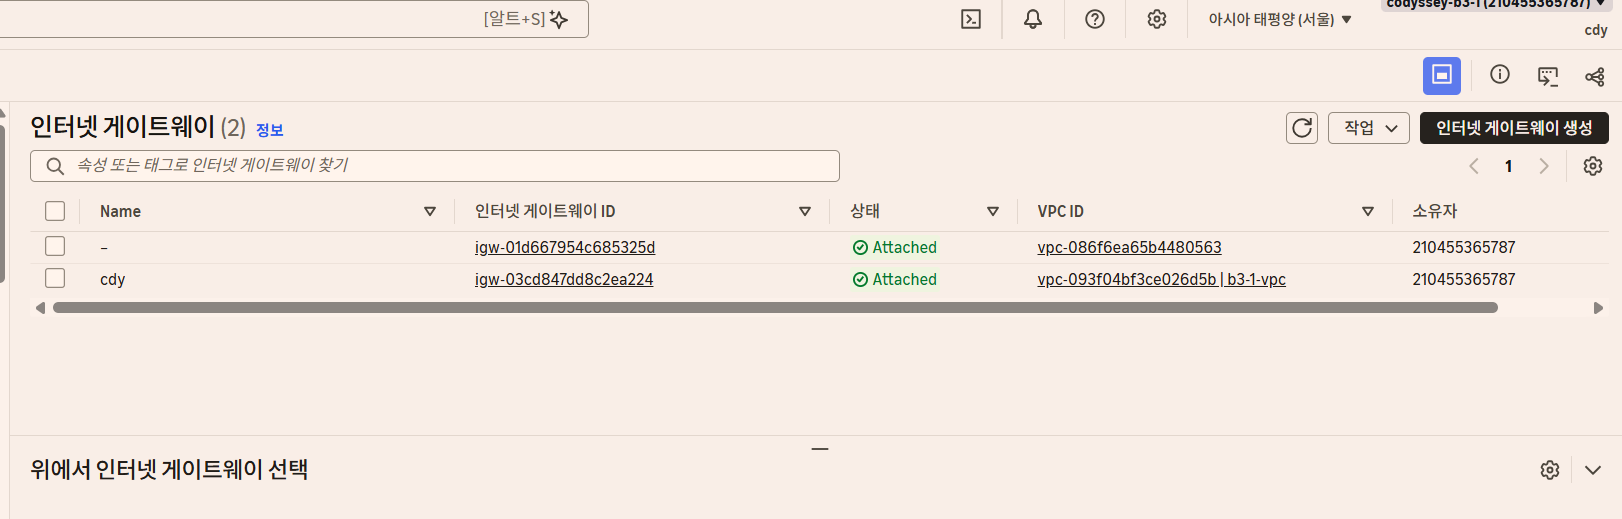 [알트+S]
아시아 태평양 (서울)
codyssey-b3-1 (210455365787)
cdy
인터넷 게이트웨이 (2) 정보
작업
인터넷 게이트웨이 생성
속성 또는 태그로 인터넷 게이트웨이 찾기
1
Name 인터넷 게이트웨이 ID 상태 VPC ID 소유자
– igw-01d667954c685325d Attached vpc-086f6ea65b4480563 210455365787
cdy igw-03cd847dd8c2ea224 Attached vpc-093f04bf3ce026d5b | b3-1-vpc 210455365787
위에서 인터넷 게이트웨이 선택